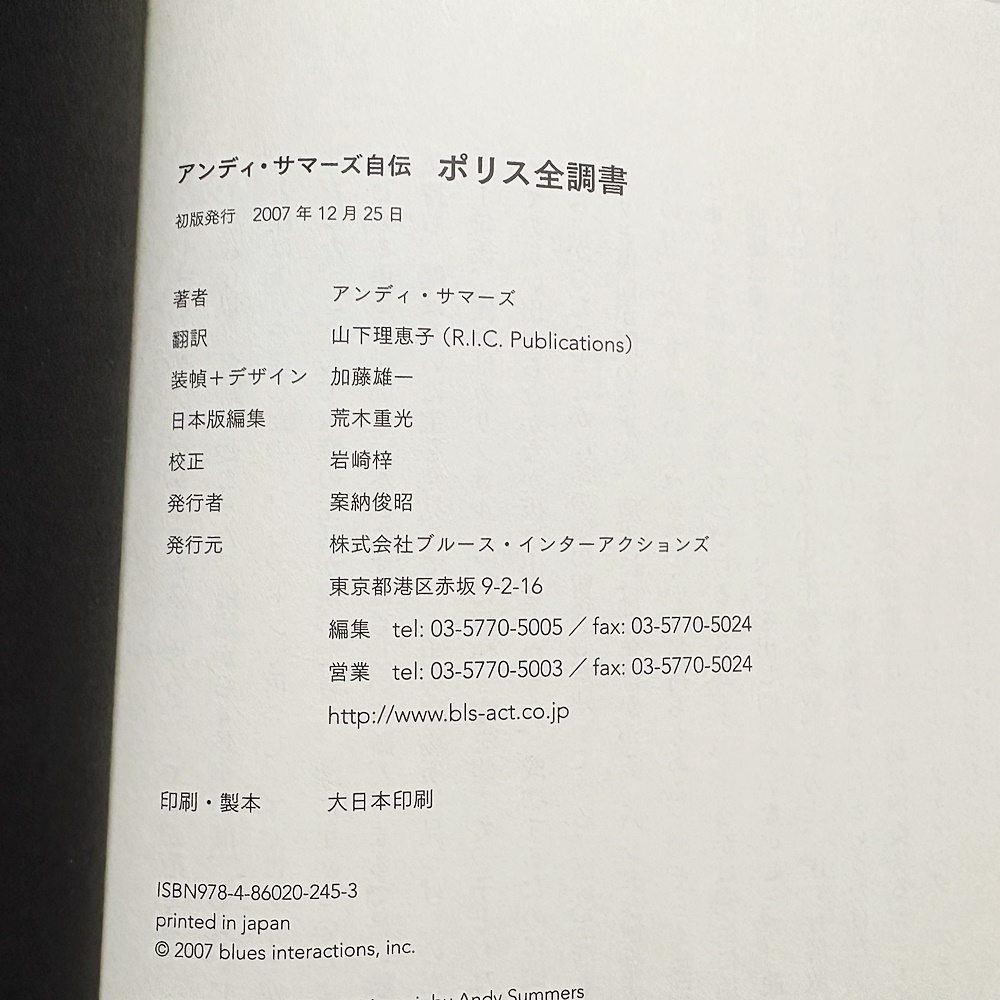 アンディ・サマーズ自伝　ポリス全調書
初版発行　2007 年 12 月 25 日
著者　アンディ・サマーズ
翻訳　山下理恵子（R.I.C. Publications）
装幀＋デザイン　加藤雄一
日本版編集　荒木重光
校正　岩崎梓
発行者　案納俊昭
発行元　株式会社ブルース・インターアクションズ
東京都港区赤坂 9-2-16
編集　tel: 03-5770-5005 ／ fax: 03-5770-5024
営業　tel: 03-5770-5003 ／ fax: 03-5770-5024
http://www.bls-act.co.jp
印刷・製本　大日本印刷
ISBN978-4-86020-245-3
printed in japan
© 2007 blues interactions, inc.
by Andy Summers